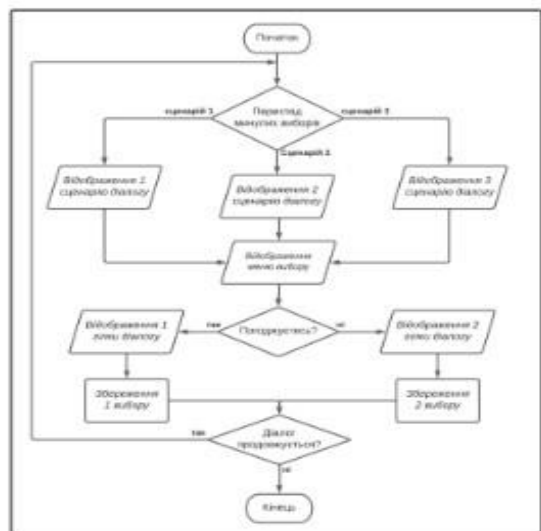 Початок
сценарій 1
Перегляд
минулих виборів
сценарій 3
Сценарій 2
Відображення 1
сценарію діалогу
Відображення 2
сценарію діалогу
Відображення 3
сценарію діалогу
Відображення
меню вибору
так
Погоджуєтесь?
ні
Відображення 1
гілки діалогу
Відображення 2
гілки діалогу
Збереження
1 вибору
Збереження
2 вибору
так
Діалог
продовжується?
ні
Кінець